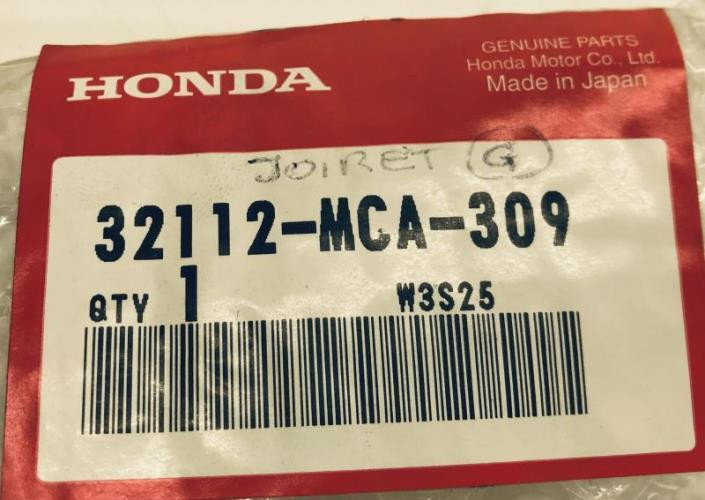 HONDA
GENUINE PARTS
Honda Motor Co., Ltd.
Made in Japan
JOIRET G
32112-MCA-309
QTY 1
W3S25